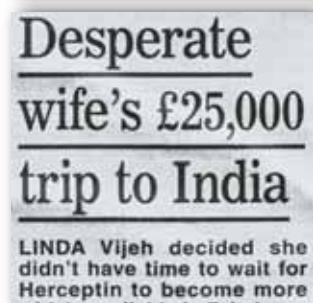 Desperate
wife's £25,000
trip to India
LINDA Vijeh decided she
didn't have time to wait for
Herceptin to become more